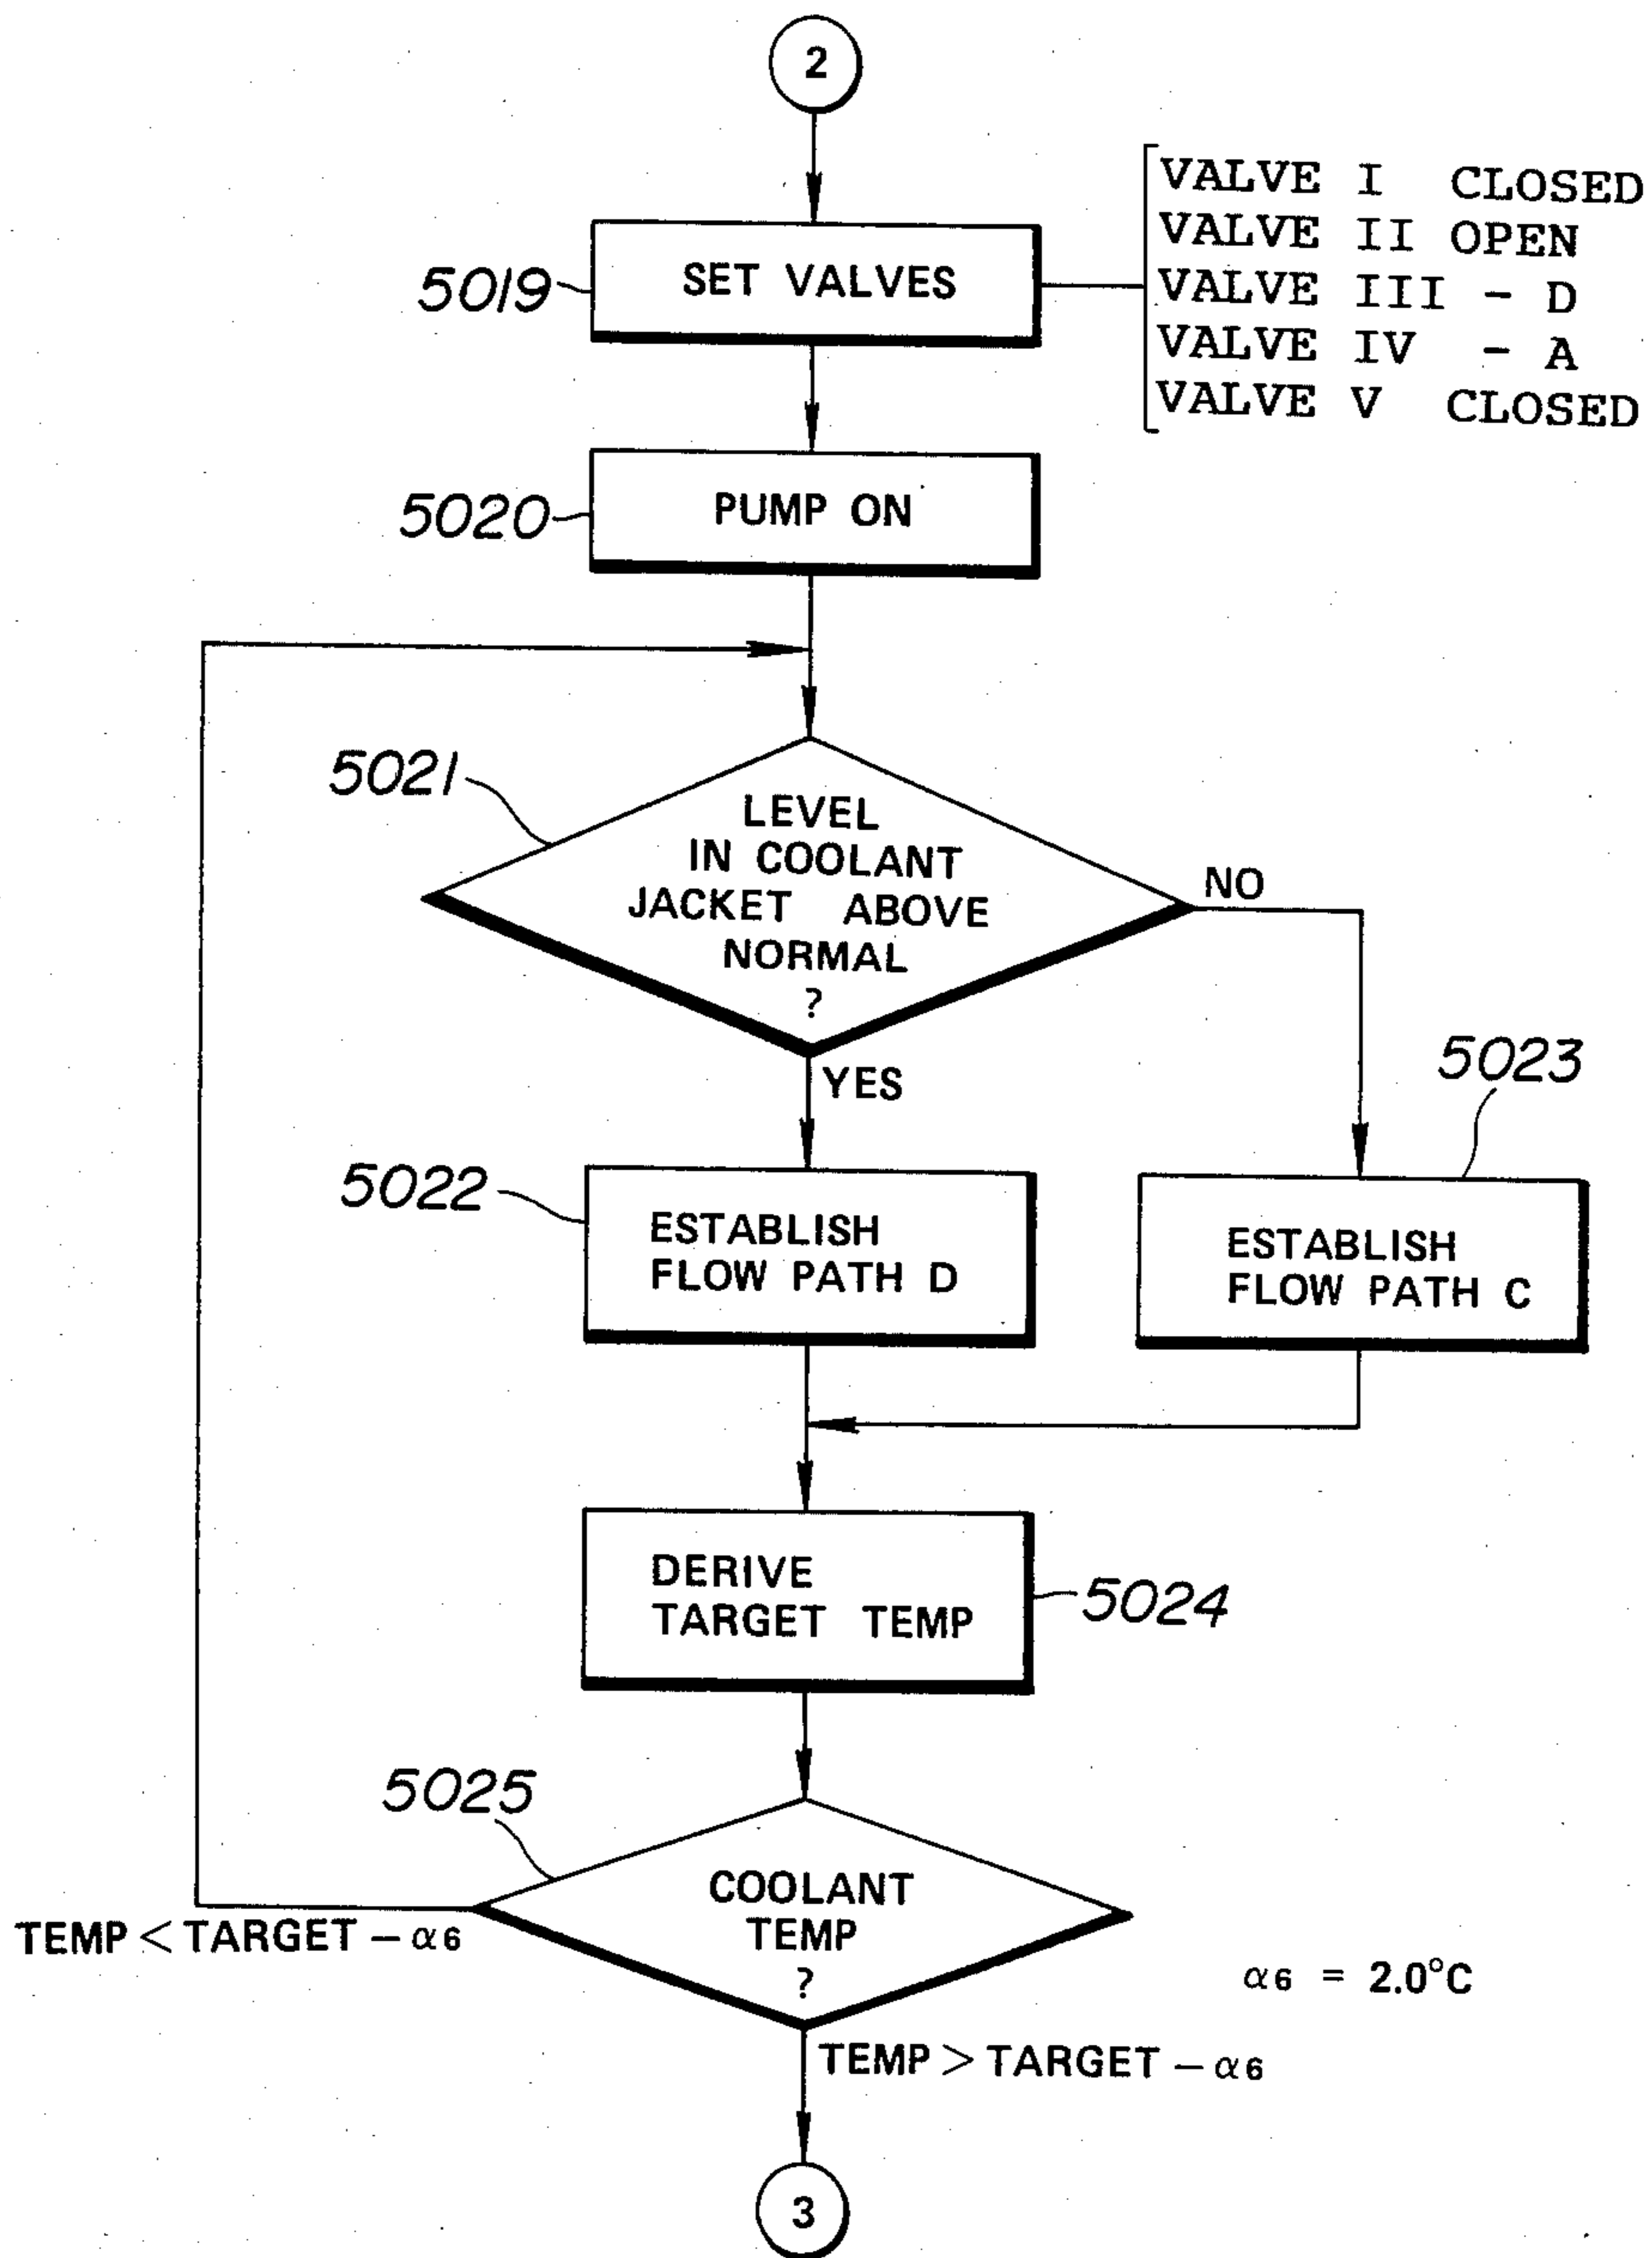 2
VALVE I CLOSED
VALVE II OPEN
VALVE III - D
VALVE IV - A
VALVE V CLOSED
5019
SET VALVES
5020
PUMP ON
5021
LEVEL
IN COOLANT
JACKET ABOVE
NORMAL
?
NO
YES
5023
5022
ESTABLISH
FLOW PATH D
ESTABLISH
FLOW PATH C
DERIVE
TARGET TEMP
5024
5025
COOLANT
TEMP
?
TEMP < TARGET - α6
α6 = 2.0°C
TEMP > TARGET - α6
3